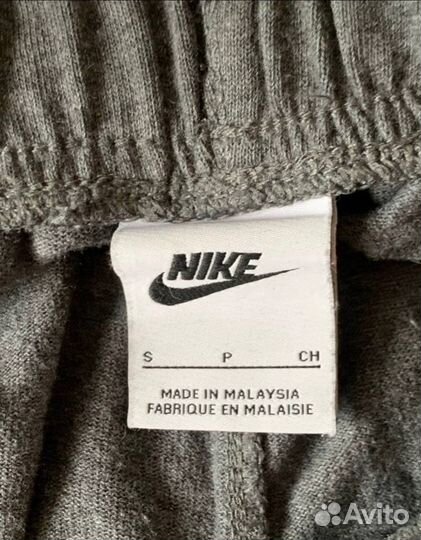 NIKE
S P CH
MADE IN MALAYSIA
FABRIQUE EN MALAISIE
Avito